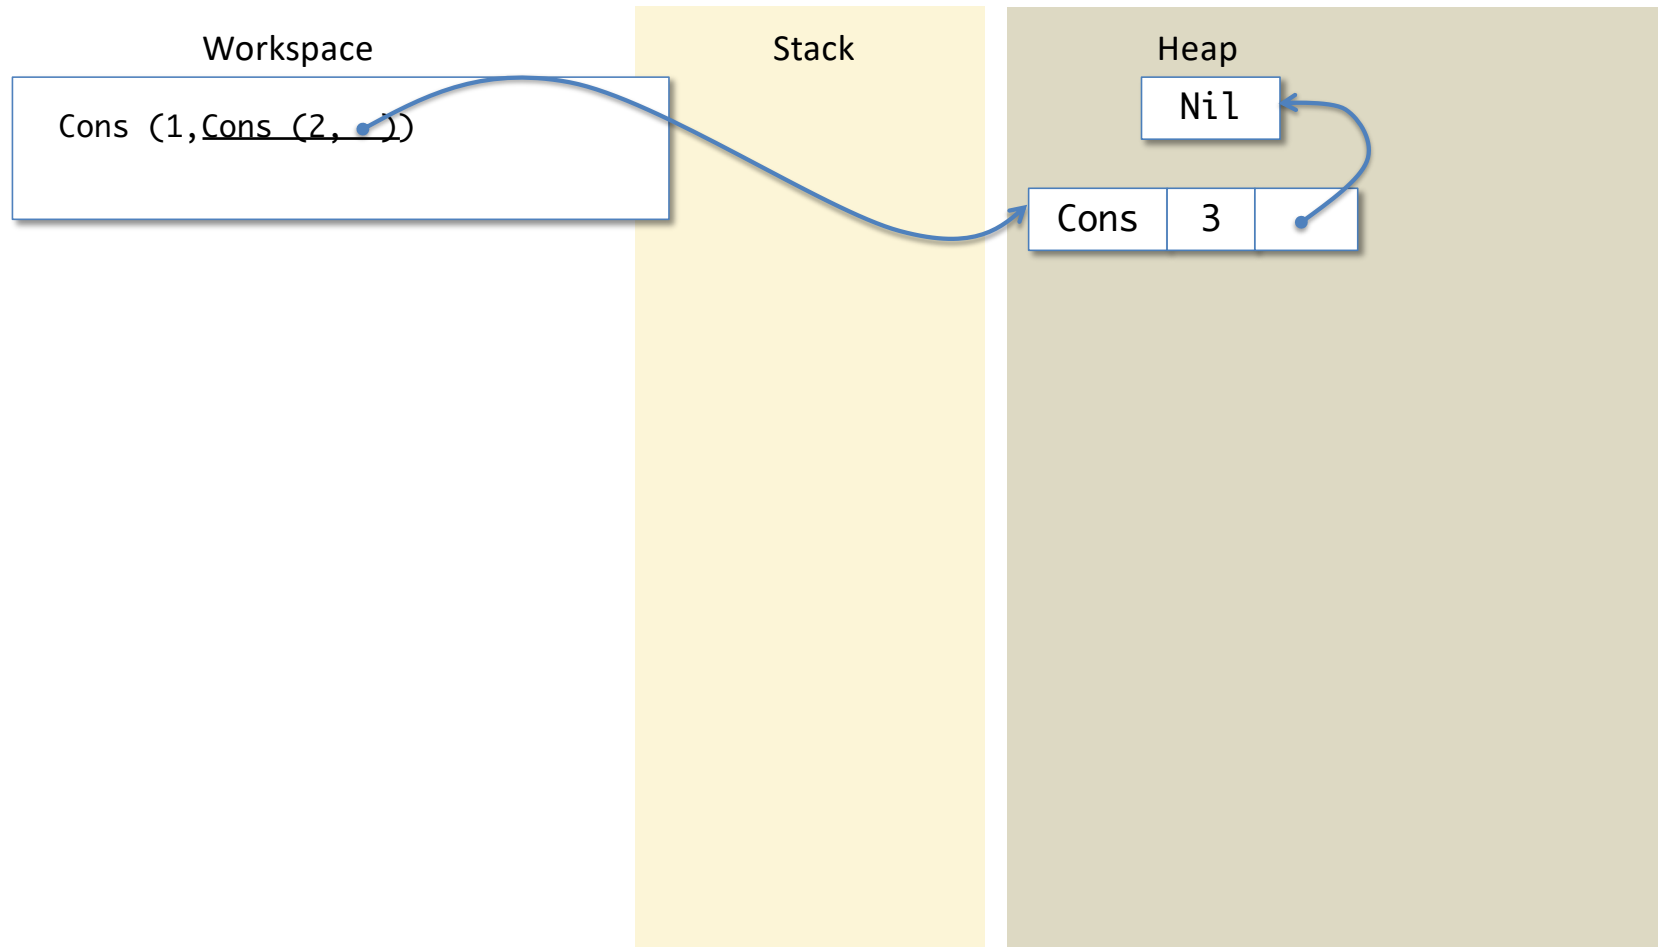 Workspace
Stack
Heap
Cons (1,Cons (2, ))
Nil
Cons 3